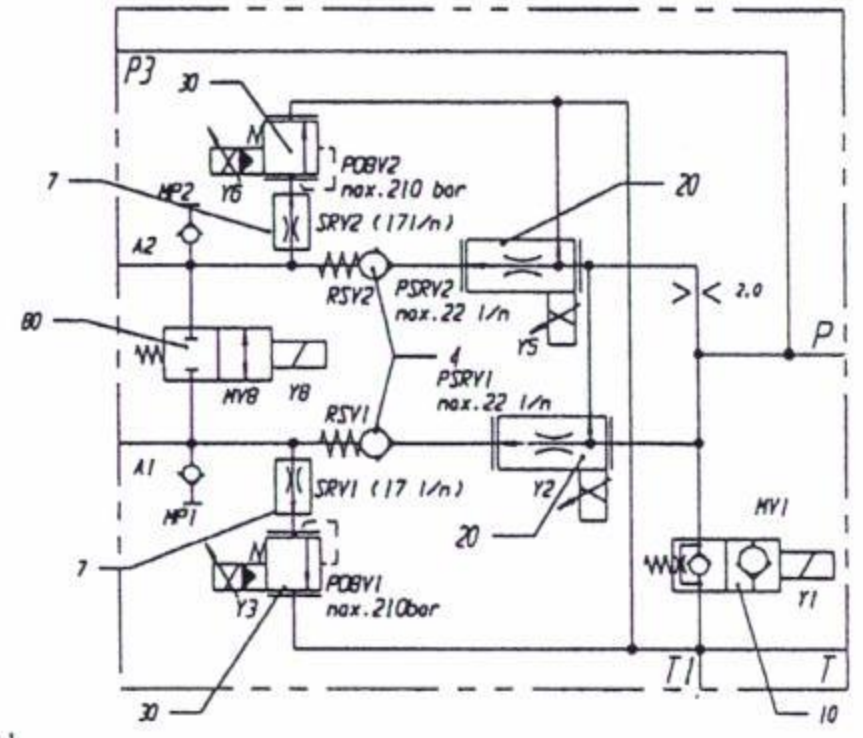 P3
30
POBV2
max.210 bar
Y6
7
MP2
SRV2 (17l/n)
20
A2
RSV2
PSRV2
max.22 l/n
2.0
Y5
P
80
MV8
Y8
4
PSRV1
max.22 l/n
RSV1
A1
SRV1 (17 l/n)
MP1
Y2
MV1
20
7
Y3
POBV1
max.210bar
Y1
T1
T
30
10